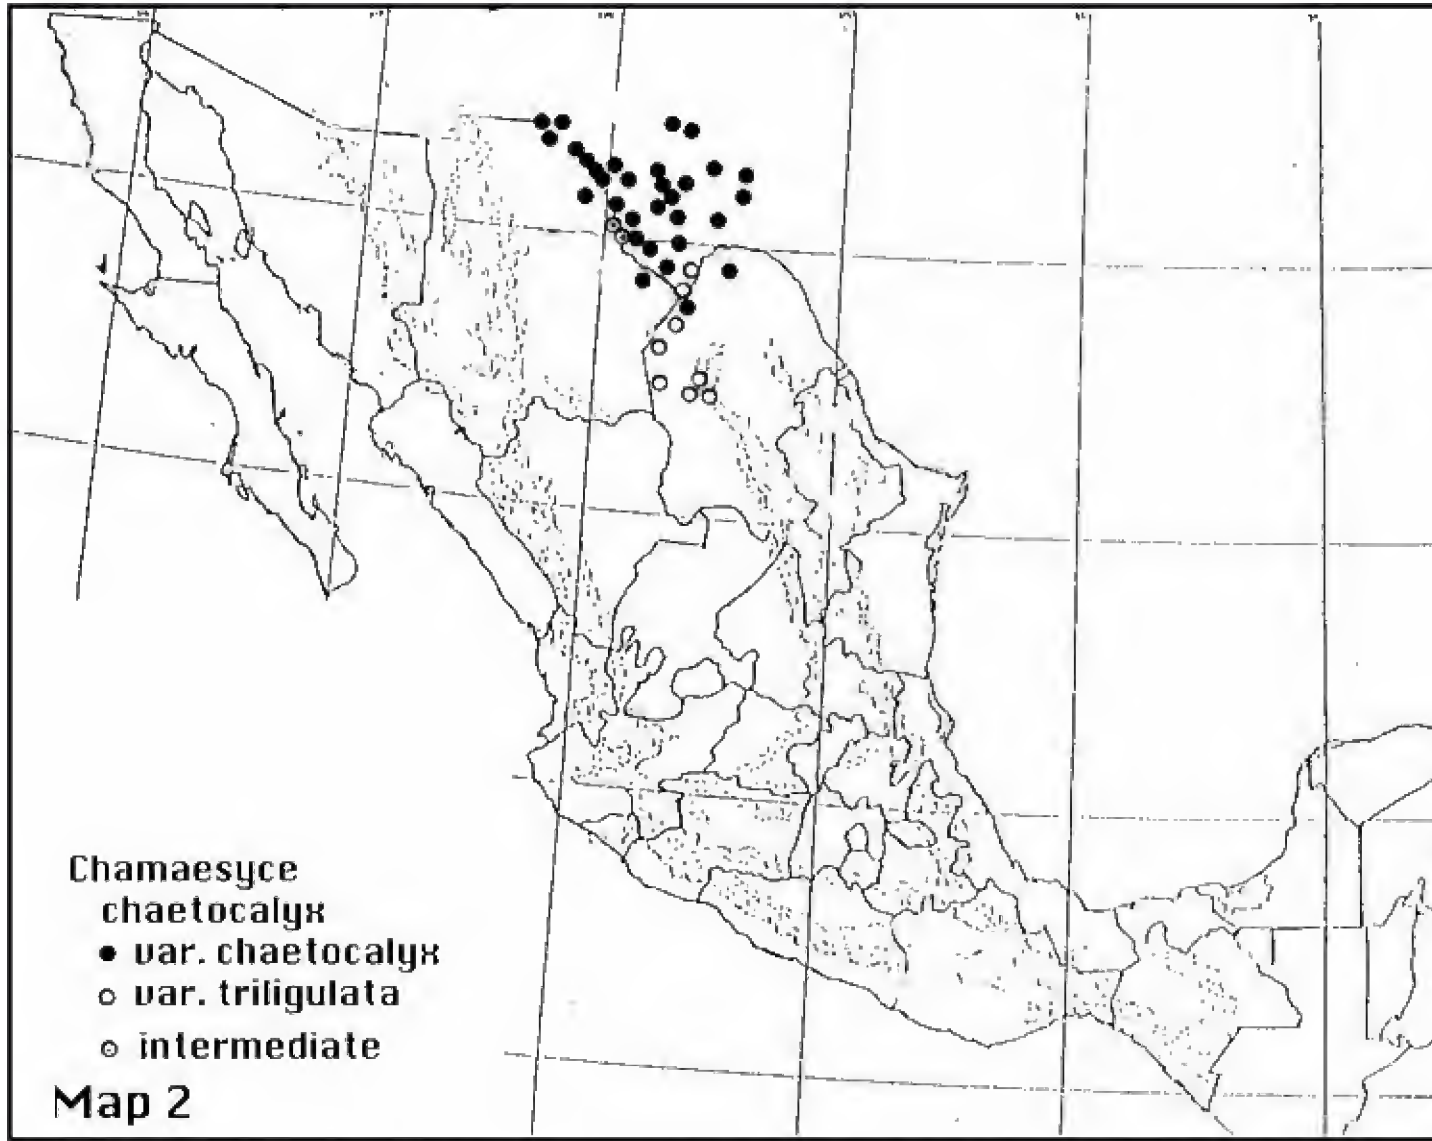 Chamaesyce
chaetocalyx
var. chaetocalyx
var. triligulata
intermediate
Map 2